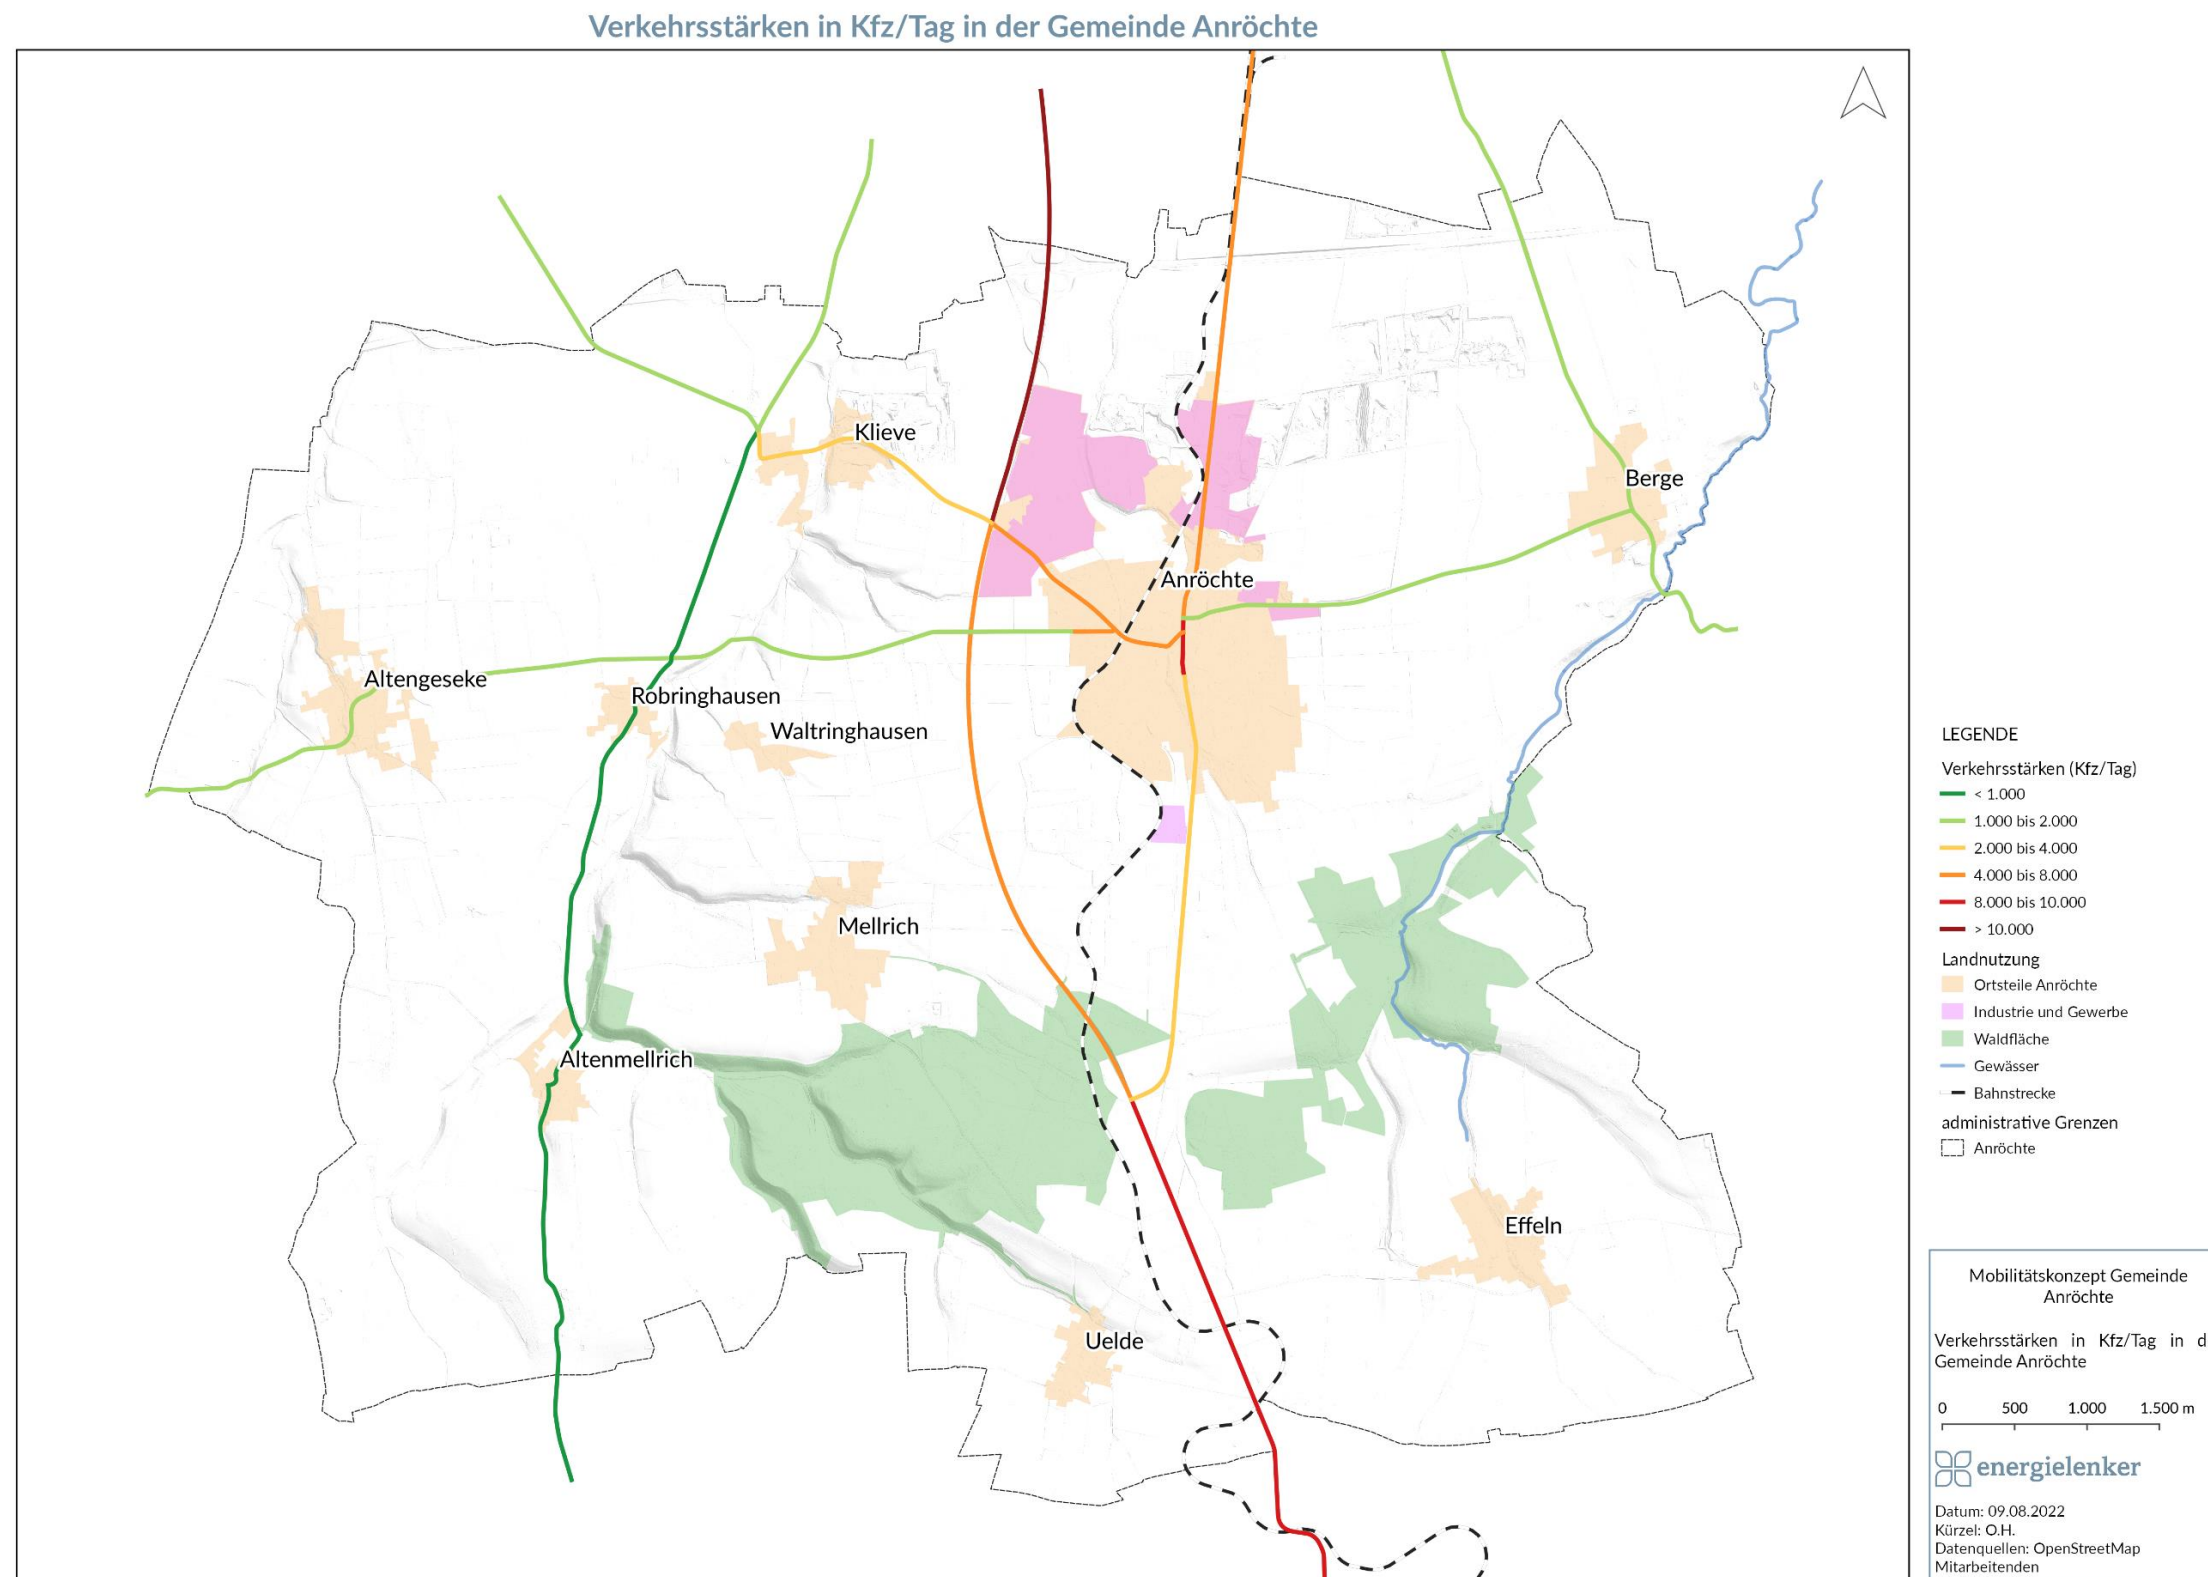 Verkehrsstärken in Kfz/Tag in der Gemeinde Anröchte
Klieve
Berge
Anröchte
Altengeseke
Robringhausen
Waltringhausen
Mellrich
Altenmellrich
Effeln
Uelde
LEGENDE
Verkehrsstärken (Kfz/Tag)
< 1.000
1.000 bis 2.000
2.000 bis 4.000
4.000 bis 8.000
8.000 bis 10.000
> 10.000
Landnutzung
Ortsteile Anröchte
Industrie und Gewerbe
Waldfläche
Gewässer
Bahnstrecke
administrative Grenzen
Anröchte
Mobilitätskonzept Gemeinde
Anröchte
Verkehrsstärken in Kfz/Tag in d
Gemeinde Anröchte
0 500 1.000 1.500 m
energielenker
Datum: 09.08.2022
Kürzel: O.H.
Datenquellen: OpenStreetMap
Mitarbeitenden